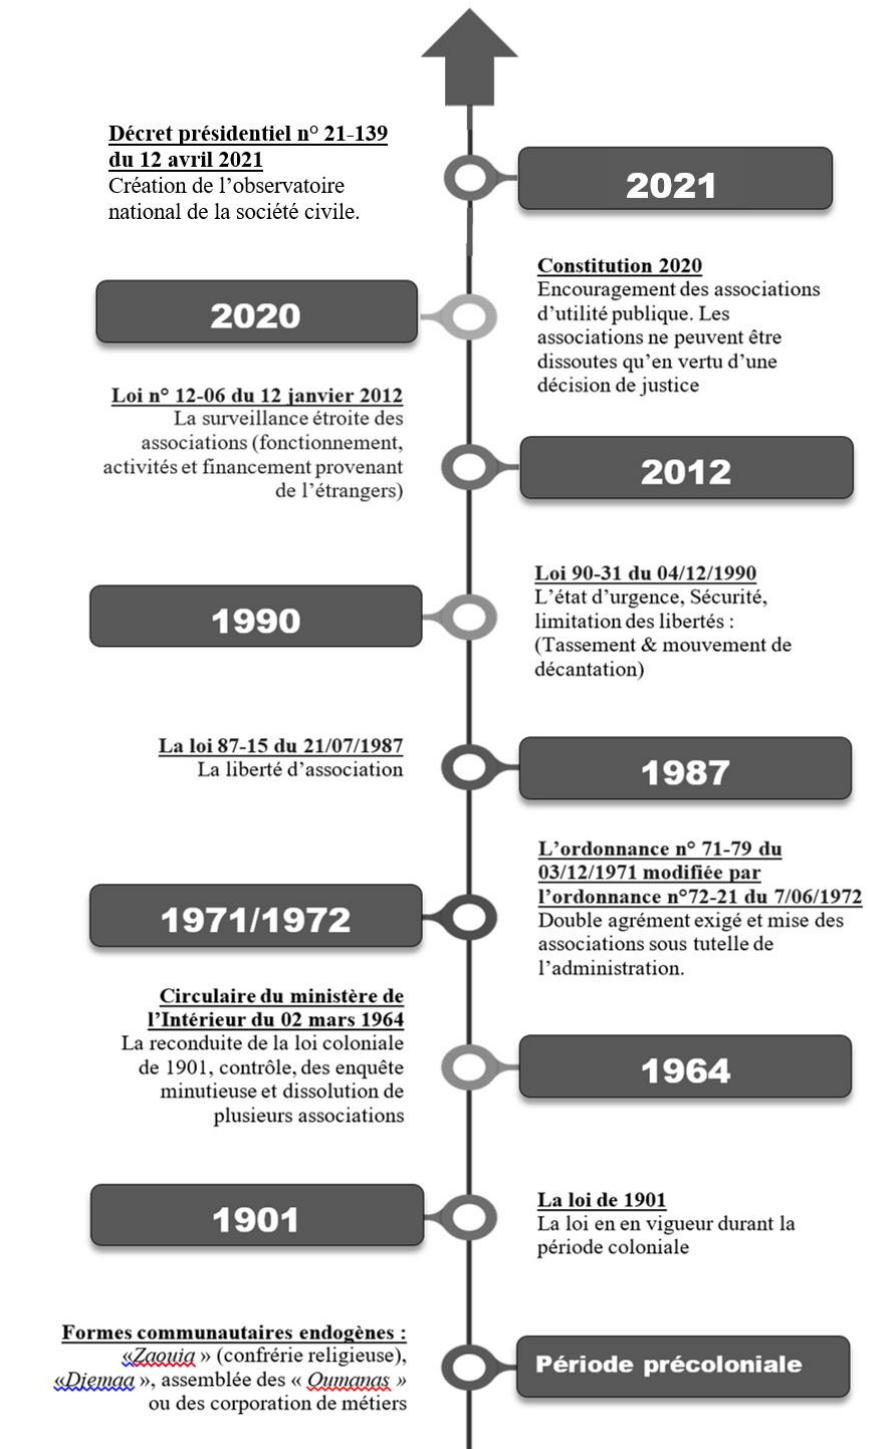 Décret présidentiel n° 21-139
du 12 avril 2021
Création de l’observatoire
national de la société civile.
2021
Constitution 2020
Encouragement des associations
d’utilité publique. Les
associations ne peuvent être
dissoutes qu’en vertu d’une
décision de justice
2020
Loi n° 12-06 du 12 janvier 2012
La surveillance étroite des
associations (fonctionnement,
activités et financement provenant
de l’étrangers)
2012
Loi 90-31 du 04/12/1990
L’état d’urgence, Sécurité,
limitation des libertés :
(Tassement & mouvement de
décantation)
1990
La loi 87-15 du 21/07/1987
La liberté d’association
1987
L’ordonnance n° 71-79 du
03/12/1971 modifiée par
l’ordonnance n°72-21 du 7/06/1972
Double agrément exigé et mise des
associations sous tutelle de
l’administration.
1971/1972
Circulaire du ministère de
l’Intérieur du 02 mars 1964
La reconduite de la loi coloniale
de 1901, contrôle, des enquête
minutieuse et dissolution de
plusieurs associations
1964
1901
La loi de 1901
La loi en en vigueur durant la
période coloniale
Formes communautaires endogènes :
«Zaouia » (confrérie religieuse),
«Djemaa », assemblée des « Oumanas »
ou des corporation de métiers
Période précoloniale